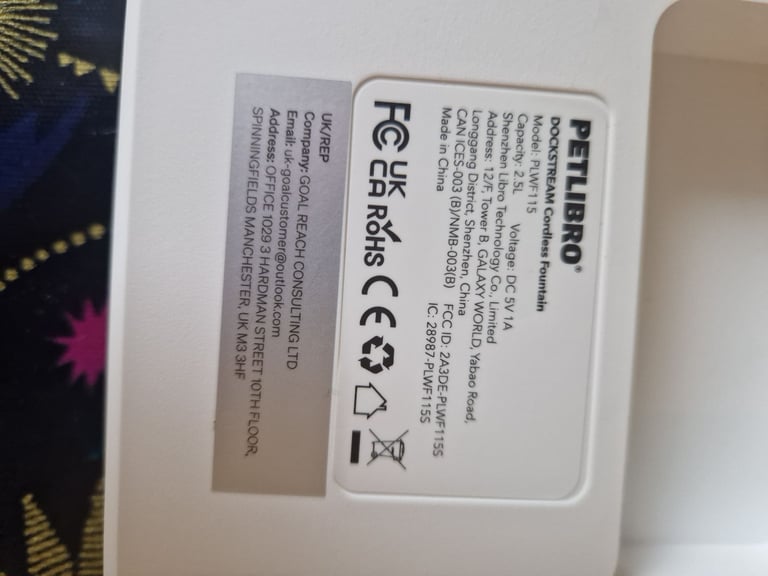 PETLIBRO®
DOCKSTREAM Cordless Fountain
Model: PLWF115
Capacity: 2.5L Voltage: DC 5V 1A
Shenzhen Libro Technology Co., Limited
Address: 12/F, Tower B, GALAXY WORLD, Yabao Road,
Longgang District, Shenzhen, China
CAN ICES-003 (B)/NMB-003(B) FCC ID: 2A3DE-PLWF115S
Made in China IC: 28987-PLWF115S
FC UK CA RoHS CE
UK/REP
Company: GOAL REACH CONSULTING LTD
Email: uk-goalcustomer@outlook.com
Address: OFFICE 1029 3 HARDMAN STREET 10TH FLOOR,
SPINNINGFIELDS MANCHESTER, UK M3 3HF